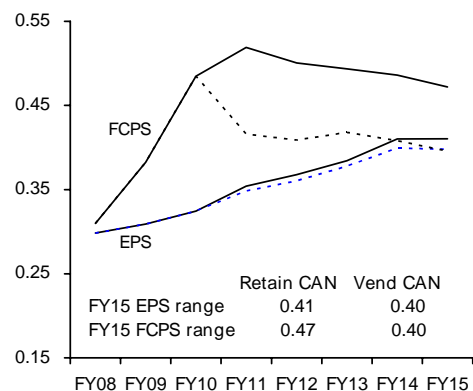 0.55
0.45
FCPS
0.35
EPS
0.25
Retain CAN Vend CAN
FY15 EPS range 0.41 0.40
FY15 FCPS range 0.47 0.40
0.15
FY08 FY09 FY10 FY11 FY12 FY13 FY14 FY15